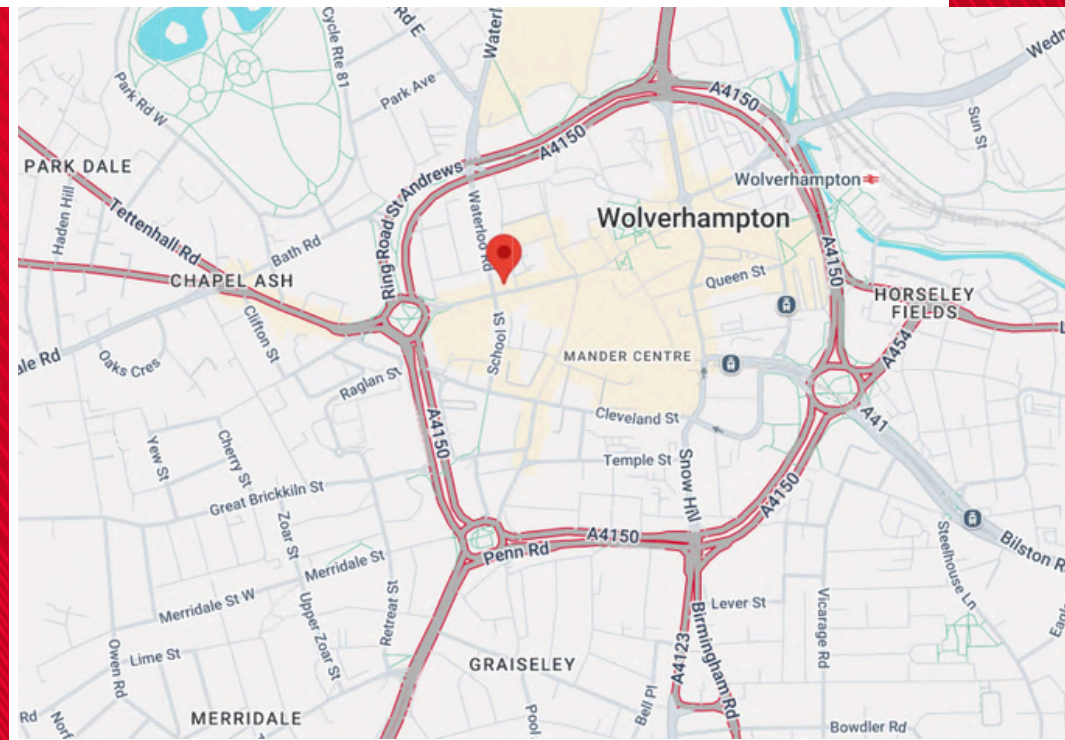 Rd E
Waterl
Cycle Rte 81
Wedn
Park Ave
A4150
Park Rd W
Sun St
A4150
PARK DALE
Ring Road St Andrews
Wolverhampton
Haden Hill
Tettenhall Rd
Waterloo Rd
Wolverhampton
Bath Rd
A4150
Queen St
CHAPEL ASH
HORSELEY
FIELDS
Clifton St
School St
L
ale Rd
Oaks Cres
MANDER CENTRE
A454
Raglan St
Cleveland St
A41
A4150
Yew St
Cherry St
Temple St
Snow Hill
Great Brickkiln St
A4150
Zoar St
A4150
Penn Rd
Bilston R
Merridale St
Steelhouse Ln
Merridale St W
Retreat St
Lever St
Vicarage Rd
Upper Zoar St
Birmingham Rd
Eagl
Owen Rd
Lime St
GRAISELEY
A4123
Rd
Norf
MERRIDALE
Pool
Bell Pl
Bowdler Rd